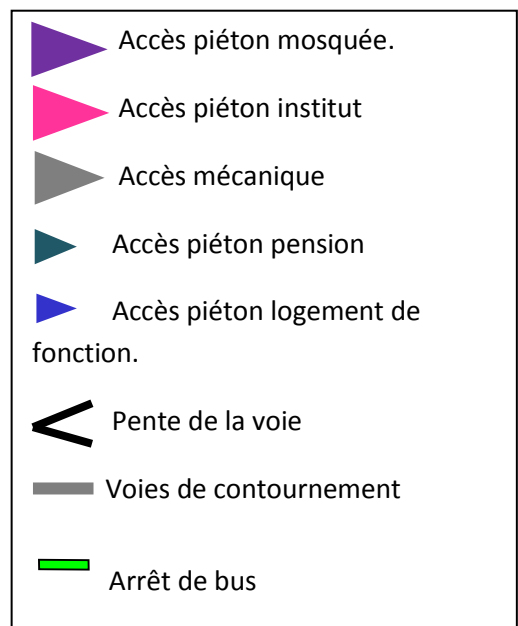 Accès piéton mosquée.
Accès piéton institut
Accès mécanique
Accès piéton pension
Accès piéton logement de
fonction.
Pente de la voie
Voies de contournement
Arrêt de bus